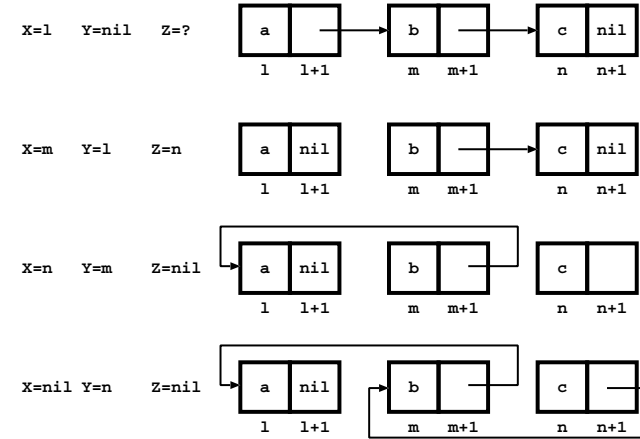 X=l Y=nil Z=? a b c nil
l l+1 m m+1 n n+1
X=m Y=l Z=n a nil b c nil
l l+1 m m+1 n n+1
X=n Y=m Z=nil a nil b c
l l+1 m m+1 n n+1
X=nil Y=n Z=nil a nil b c
l l+1 m m+1 n n+1